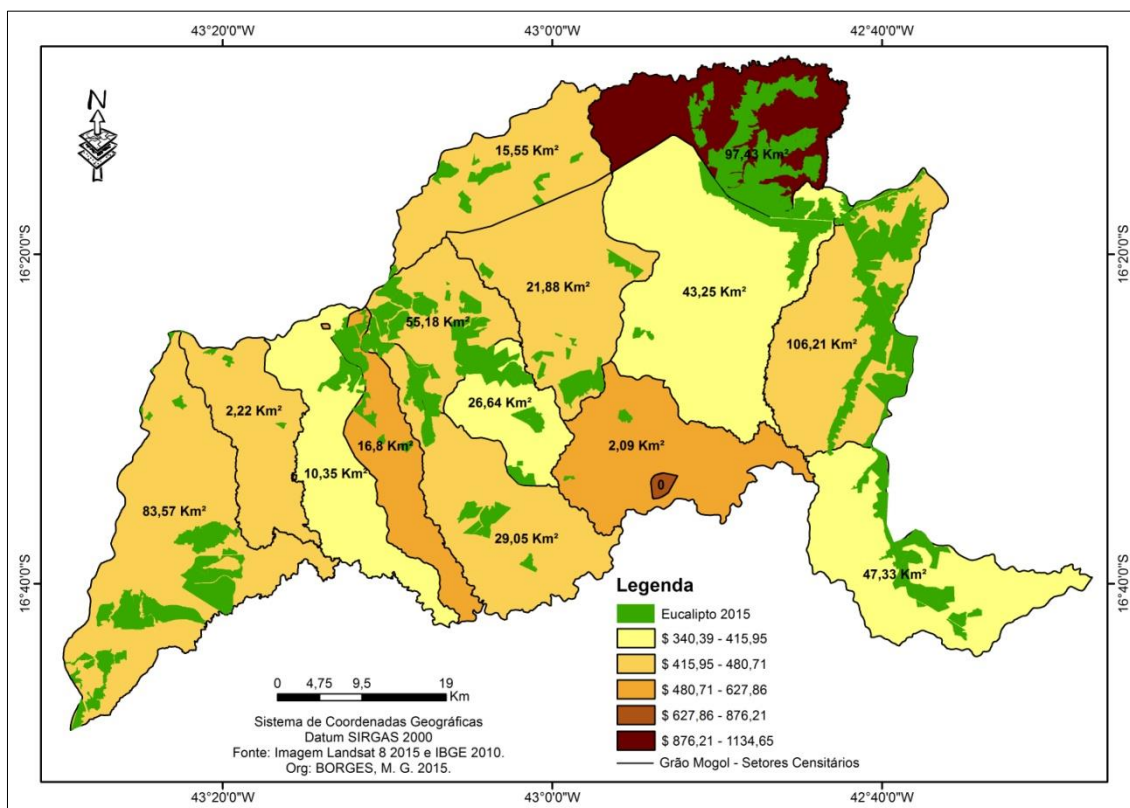 43°20'0"W
43°0'0"W
42°40'0"W
N
15,55 Km²
97,43 Km²
16°20'0"S
16°20'0"S
21,88 Km²
43,25 Km²
55,18 Km²
106,21 Km²
26,64 Km²
2,22 Km²
16,8 Km²
2,09 Km²
10,35 Km²
0
83,57 Km²
29,05 Km²
47,33 Km²
16°40'0"S
16°40'0"S
Legenda
Eucalipto 2015
$ 340,39 - 415,95
$ 415,95 - 480,71
$ 480,71 - 627,86
$ 627,86 - 876,21
$ 876,21 - 1134,65
Grão Mogol - Setores Censitários
0 4,75 9,5 19
Km
Sistema de Coordenadas Geográficas
Datum SIRGAS 2000
Fonte: Imagem Landsat 8 2015 e IBGE 2010.
Org: BORGES, M. G. 2015.
43°20'0"W
43°0'0"W
42°40'0"W